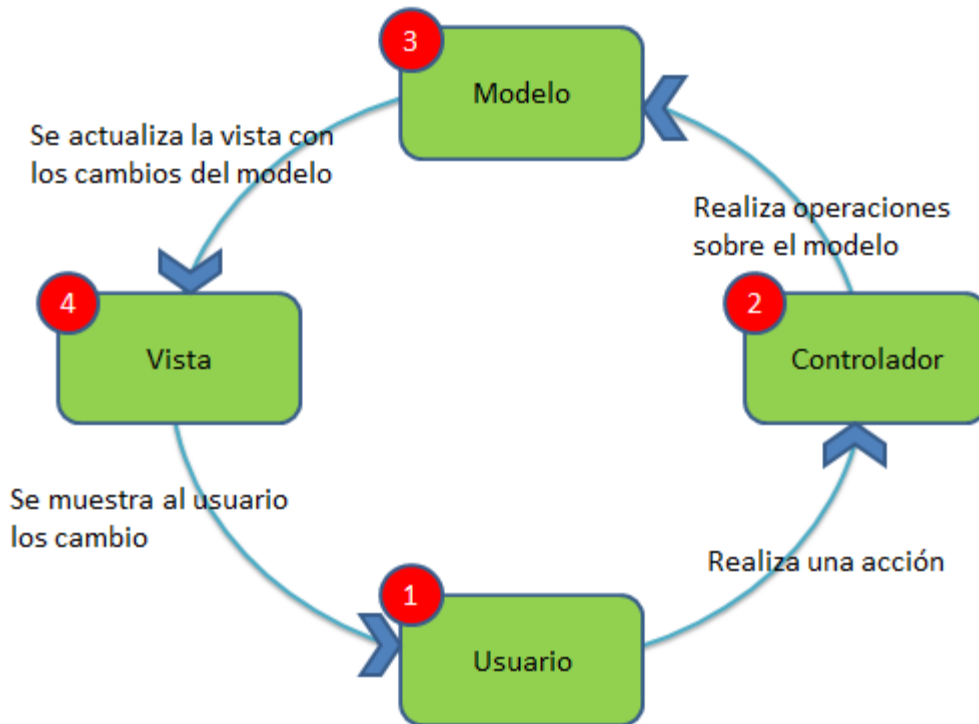 3
Modelo
Se actualiza la vista con
los cambios del modelo
Realiza operaciones
sobre el modelo
4
Vista
2
Controlador
Se muestra al usuario
los cambio
Realiza una acción
1
Usuario